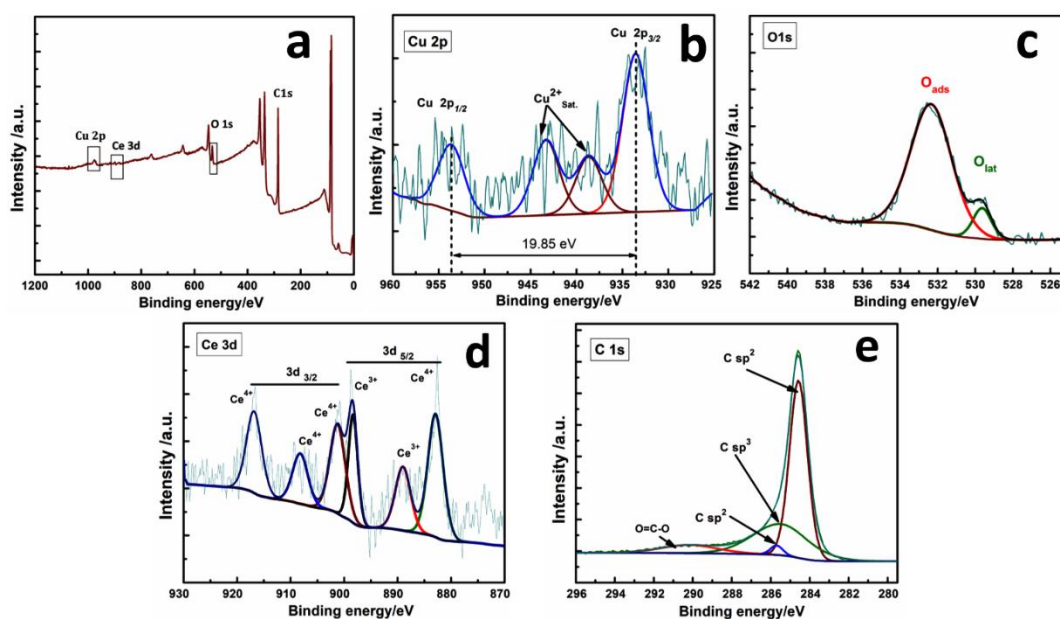 a
C1s
O 1s
Cu 2p
Ce 3d
Intensity /a.u.
1200 1000 800 600 400 200 0
Binding energy/eV
b
Cu 2p
Cu 2p3/2
Cu 2p1/2
Cu2+ Sat.
19.85 eV
Intensity /a.u.
960 955 950 945 940 935 930 925
Binding energy/eV
c
O1s
Oads
Olat
Intensity /a.u.
542 540 538 536 534 532 530 528 526
Binding energy/eV
d
Ce 3d
3d 5/2
3d 3/2
Ce4+
Ce4+
Ce4+
Ce3+
Ce3+
Ce4+
Intensity /a.u.
930 920 910 900 890 880 870
Binding energy/eV
e
C 1s
C sp2
C sp3
C sp2
O=C-O
Intensity /a.u.
296 294 292 290 288 286 284 282 280
Binding energy/eV